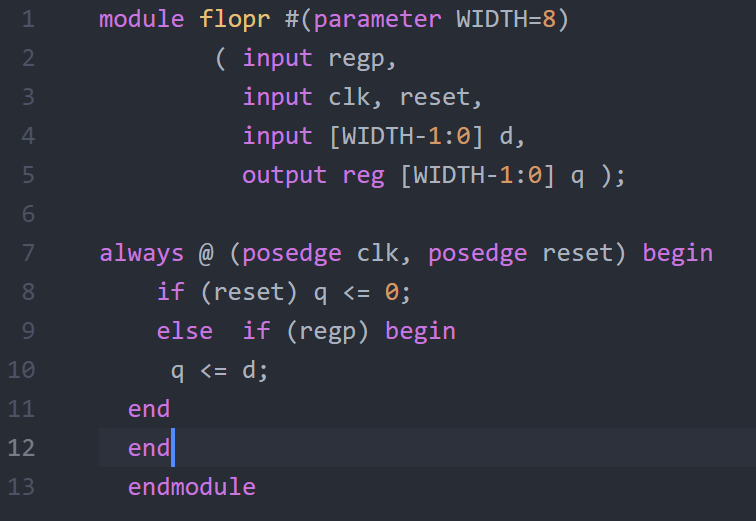 1 module flopr #(parameter WIDTH=8)
2 ( input regp,
3 input clk, reset,
4 input [WIDTH-1:0] d,
5 output reg [WIDTH-1:0] q );
6
7 always @ (posedge clk, posedge reset) begin
8 if (reset) q <= 0;
9 else  if (regp) begin
10 q <= d;
11 end
12 end
13 endmodule